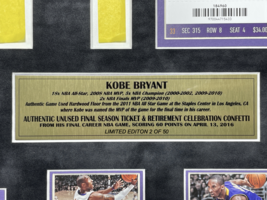 184960
22 SEC 315 ROW B SEAT 4 $34.00
KOBE BRYANT
18x NBA All-Star, 2008 NBA MVP, 5x NBA Champion (2000-2002, 2009-2010)
2x NBA Finals MVP (2009-2010)
Authentic Game Used Hardwood Floor from the 2011 NBA All Star Game at the Staples Center in Los Angeles, CA
where Kobe was named the MVP of the game for the final time in his career.
AUTHENTIC UNUSED FINAL SEASON TICKET & RETIREMENT CELEBRATION CONFETTI
FROM HIS FINAL CAREER NBA GAME, SCORING 60 POINTS ON APRIL 13, 2016
LIMITED EDITON 2 OF 50